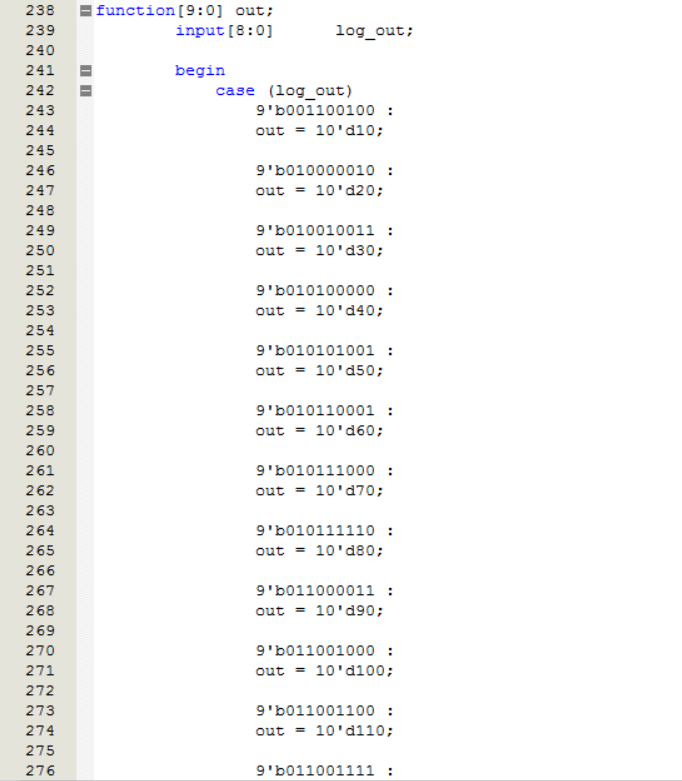 238 function[9:0] out;
239 input[8:0] log_out;
240
241 begin
242 case (log_out)
243 9'b001100100 :
244 out = 10'd10;
245
246 9'b010000010 :
247 out = 10'd20;
248
249 9'b010010011 :
250 out = 10'd30;
251
252 9'b010100000 :
253 out = 10'd40;
254
255 9'b010101001 :
256 out = 10'd50;
257
258 9'b010110001 :
259 out = 10'd60;
260
261 9'b010111000 :
262 out = 10'd70;
263
264 9'b010111110 :
265 out = 10'd80;
266
267 9'b011000011 :
268 out = 10'd90;
269
270 9'b011001000 :
271 out = 10'd100;
272
273 9'b011001100 :
274 out = 10'd110;
275
276 9'b011001111 :